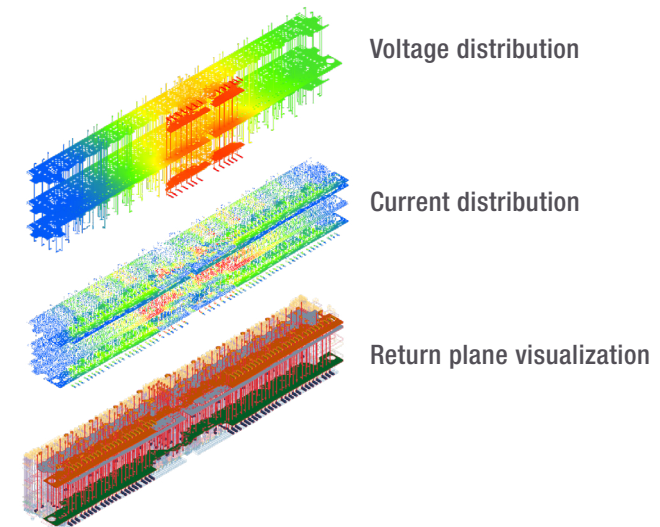 Voltage distribution
Current distribution
Return plane visualization